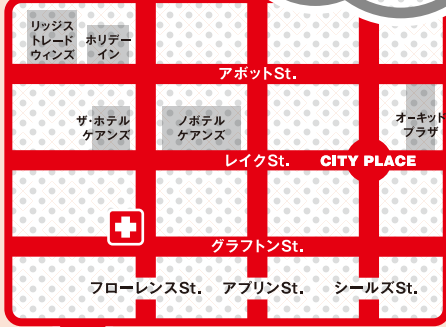 リッジス
トレード
ウィンズ
ホリデー
イン
アボットSt.
ザ・ホテル
ケアンズ
ノボテル
ケアンズ
オーキット
プラザ
レイクSt.
CITY PLACE
グラフトンSt.
フローレンスSt.
アプリンSt.
シールズSt.